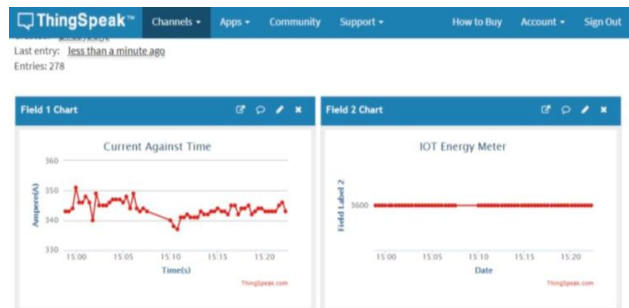 ThingSpeak™ Channels Apps Community Support How to Buy Account Sign Out
Last entry: less than a minute ago
Entries: 278
Field 1 Chart
Current Against Time
Ampere(A)
360
350
340
330
15:00 15:05 15:10 15:15 15:20
Time(s)
ThingSpeak.com
Field 2 Chart
IOT Energy Meter
Field Label 2
3600
15:00 15:05 15:10 15:15 15:20
Date
ThingSpeak.com